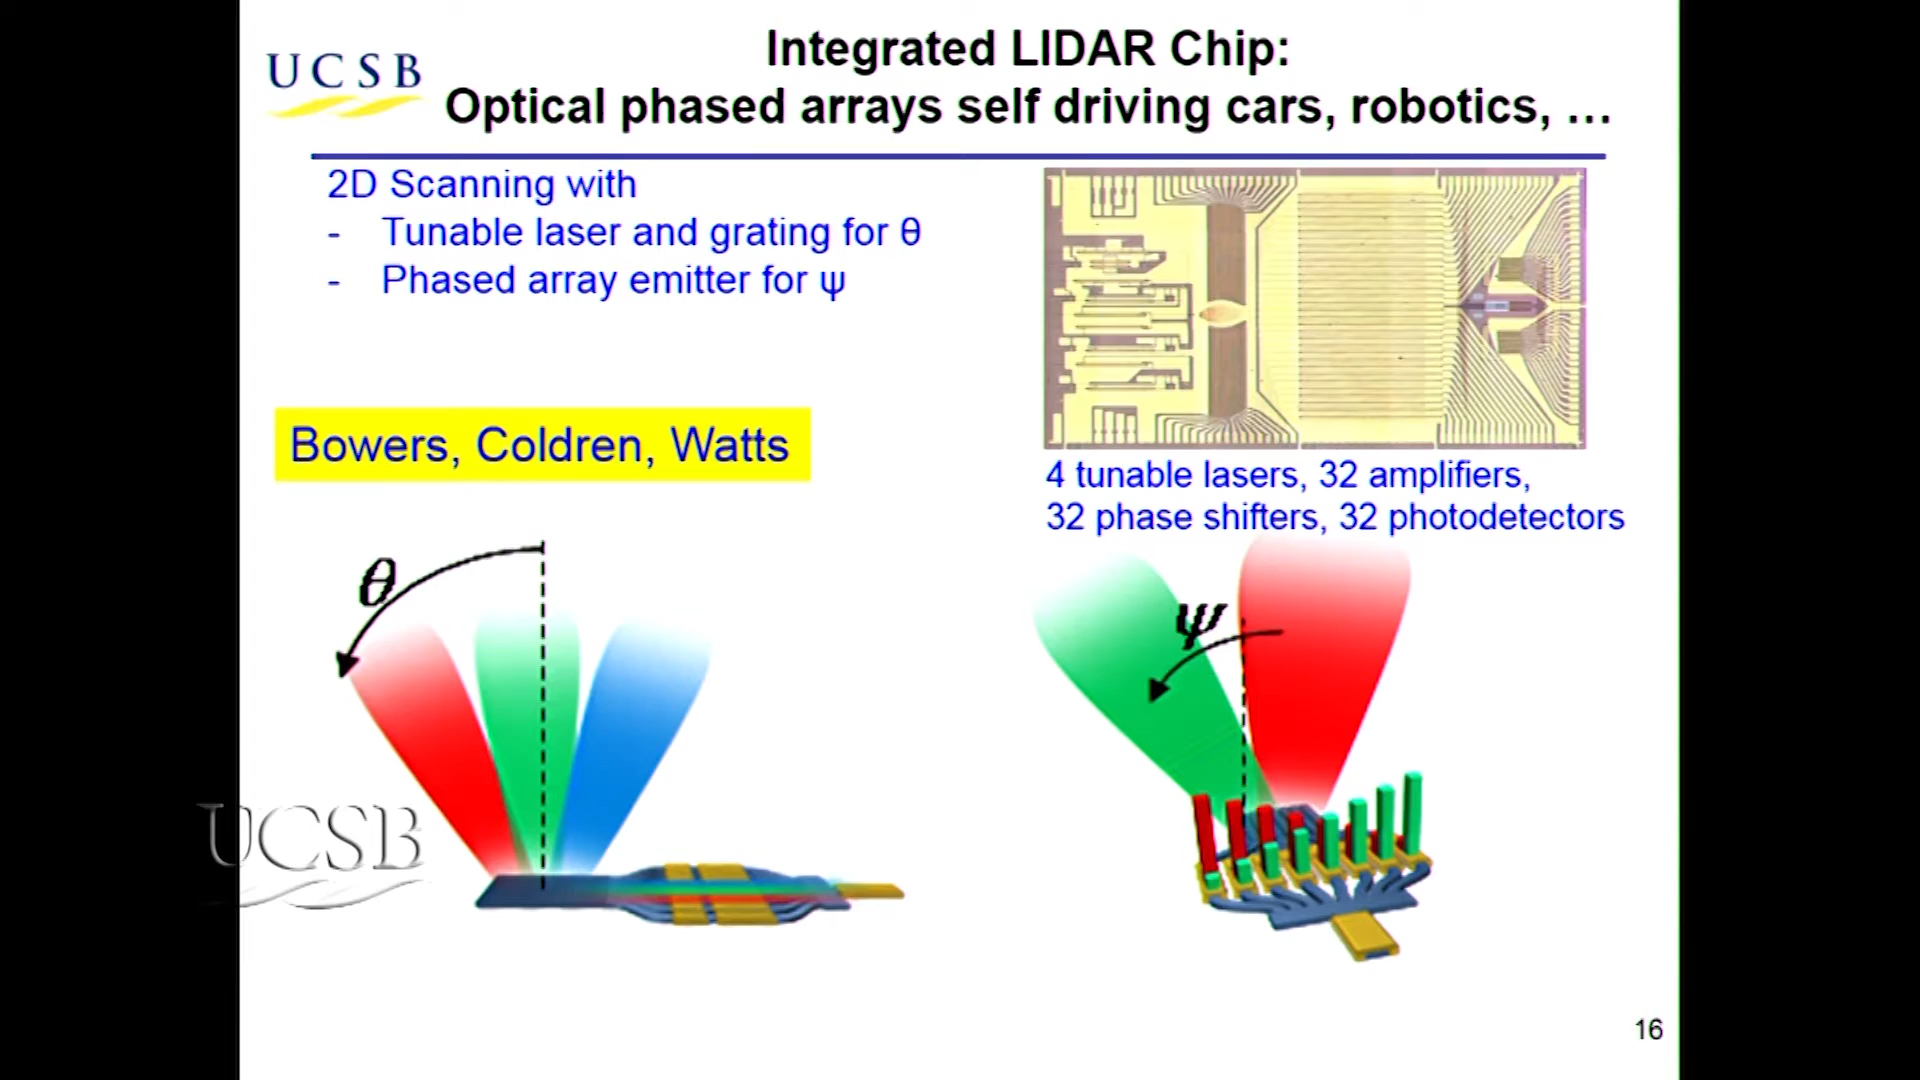 Integrated LIDAR Chip:
UCSB
Optical phased arrays self driving cars, robotics, ...
2D Scanning with
- Tunable laser and grating for θ
- Phased array emitter for ψ
Bowers, Coldren, Watts
4 tunable lasers, 32 amplifiers,
32 phase shifters, 32 photodetectors
θ
ψ
UCSB
16